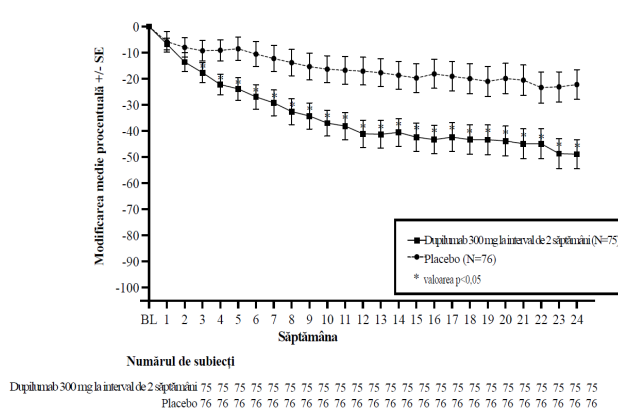 Modificarea medie procentuală +/- SE
0
-10
-20
-30
-40
-50
-60
-70
-80
-90
-100
Dupilumab 300 mg la interval de 2 săptămâni (N=75)
Placebo (N=76)
* valoarea p<0,05
BL 1 2 3 4 5 6 7 8 9 10 11 12 13 14 15 16 17 18 19 20 21 22 23 24
Săptămâna
Numărul de subiecți
Dupilumab 300 mg la interval de 2 săptămâni 75 75 75 75 75 75 75 75 75 75 75 75 75 75 75 75 75 75 75 75 75 75 75
Placebo 76 76 76 76 76 76 76 76 76 76 76 76 76 76 76 76 76 76 76 76 76 76 76